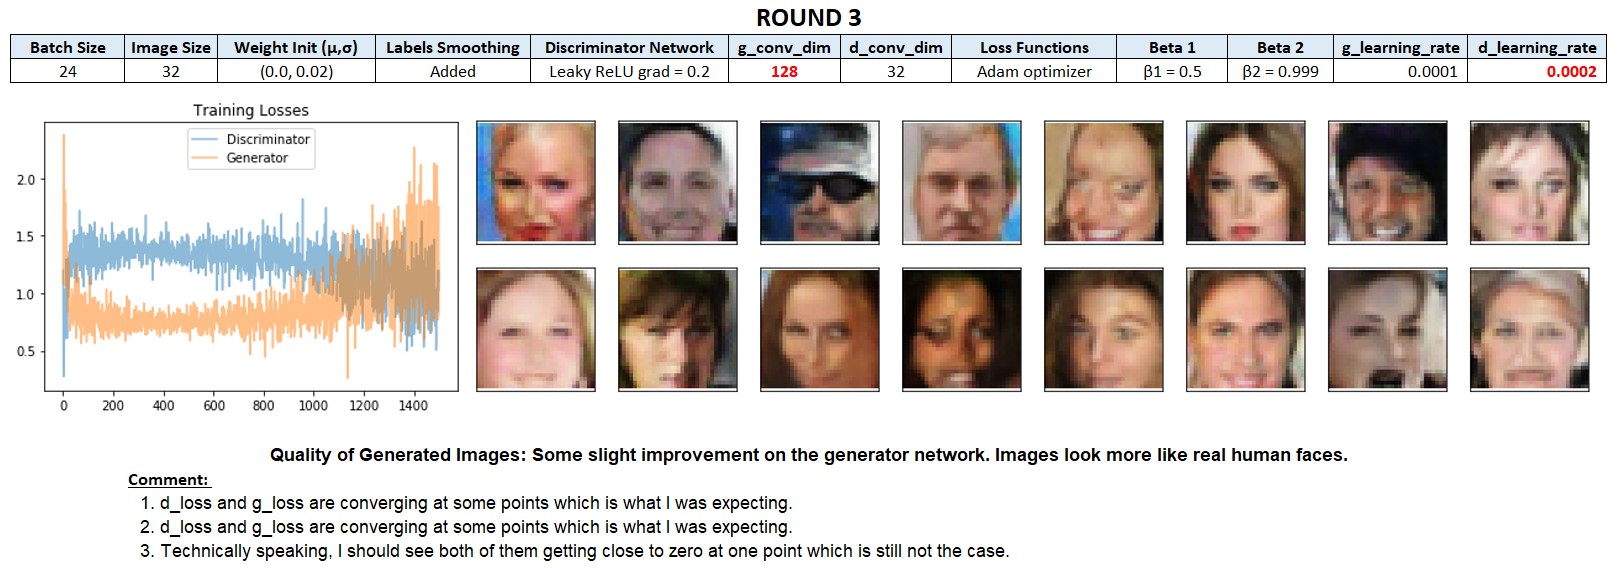 ROUND 3
Batch Size Image Size Weight Init (μ,σ) Labels Smoothing Discriminator Network g_conv_dim d_conv_dim Loss Functions Beta 1 Beta 2 g_learning_rate d_learning_rate
24 32 (0.0, 0.02) Added Leaky ReLU grad = 0.2 128 32 Adam optimizer β1 = 0.5 β2 = 0.999 0.0001 0.0002
Training Losses
Discriminator
Generator
2.0
1.5
1.0
0.5
0 200 400 600 800 1000 1200 1400
Quality of Generated Images: Some slight improvement on the generator network. Images look more like real human faces.
Comment:
1. d_loss and g_loss are converging at some points which is what I was expecting.
2. d_loss and g_loss are converging at some points which is what I was expecting.
3. Technically speaking, I should see both of them getting close to zero at one point which is still not the case.